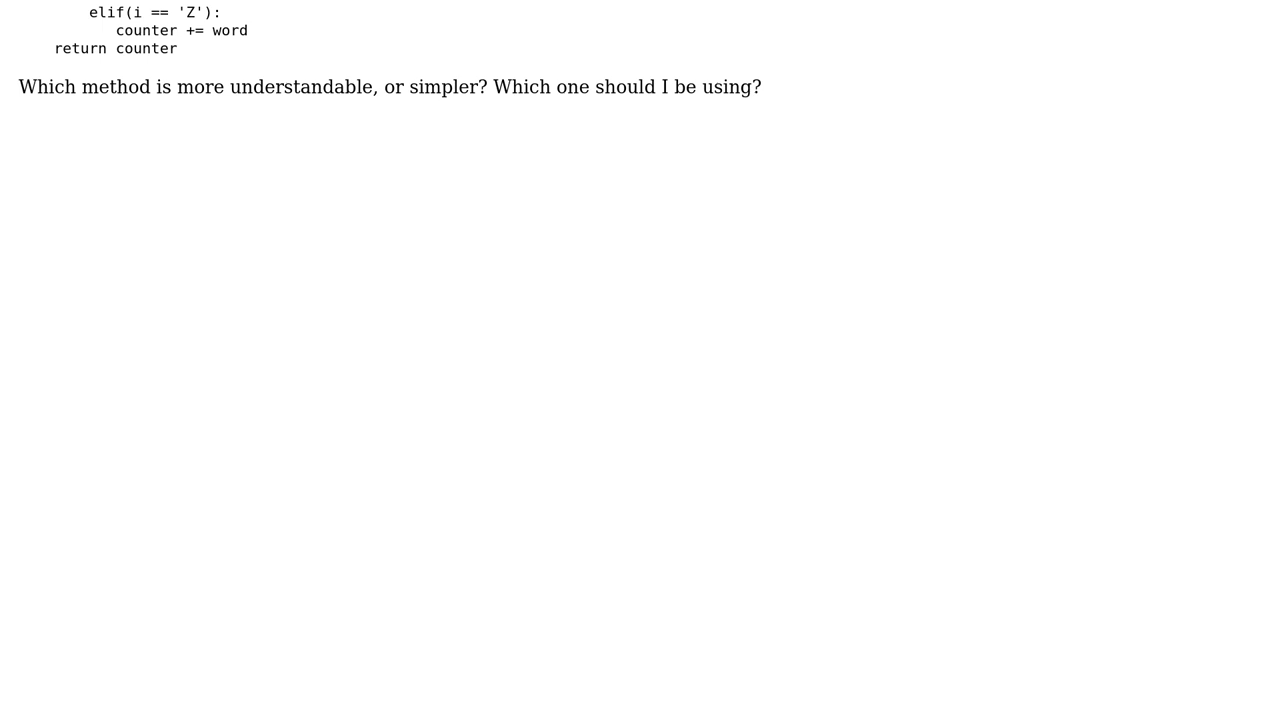 elif(i == 'Z'):
           counter += word
    return counter
Which method is more understandable, or simpler? Which one should I be using?